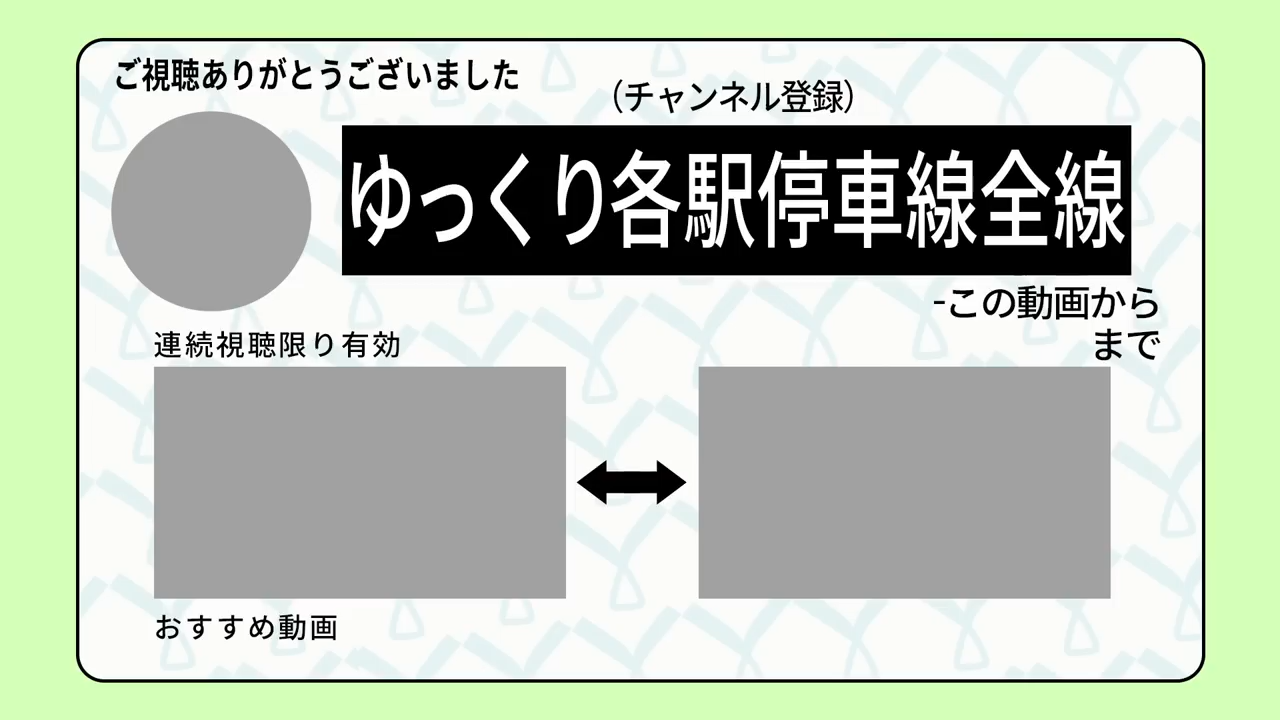 ご視聴ありがとうございました
（チャンネル登録）
ゆっくり各駅停車線全線
-この動画から
まで
連続視聴限り有効
おすすめ動画